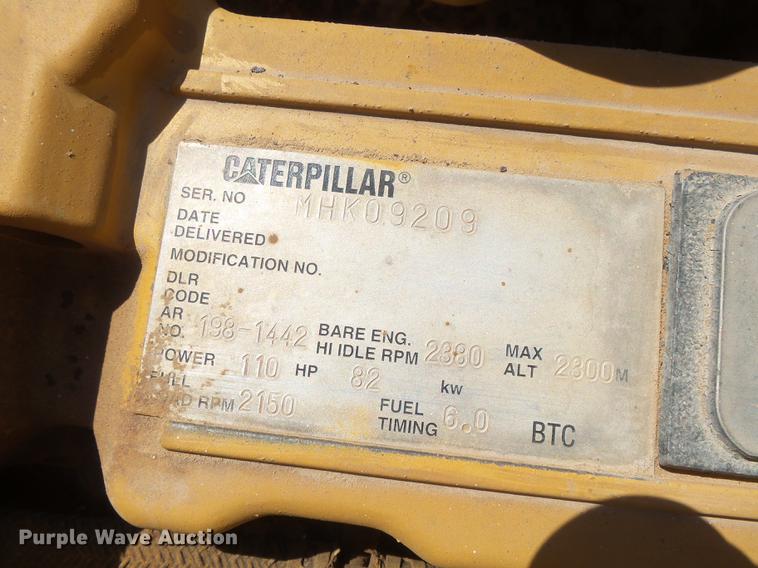 CATERPILLAR®
SER. NO MHK09209
DATE
DELIVERED
MODIFICATION NO.
DLR
CODE
AR
NO. 198-1442 BARE ENG. HI IDLE RPM 2380 MAX ALT 2300M
POWER 110 HP 82 kw
FULL
LOAD RPM 2150 FUEL TIMING 6.0 BTC
Purple Wave Auction